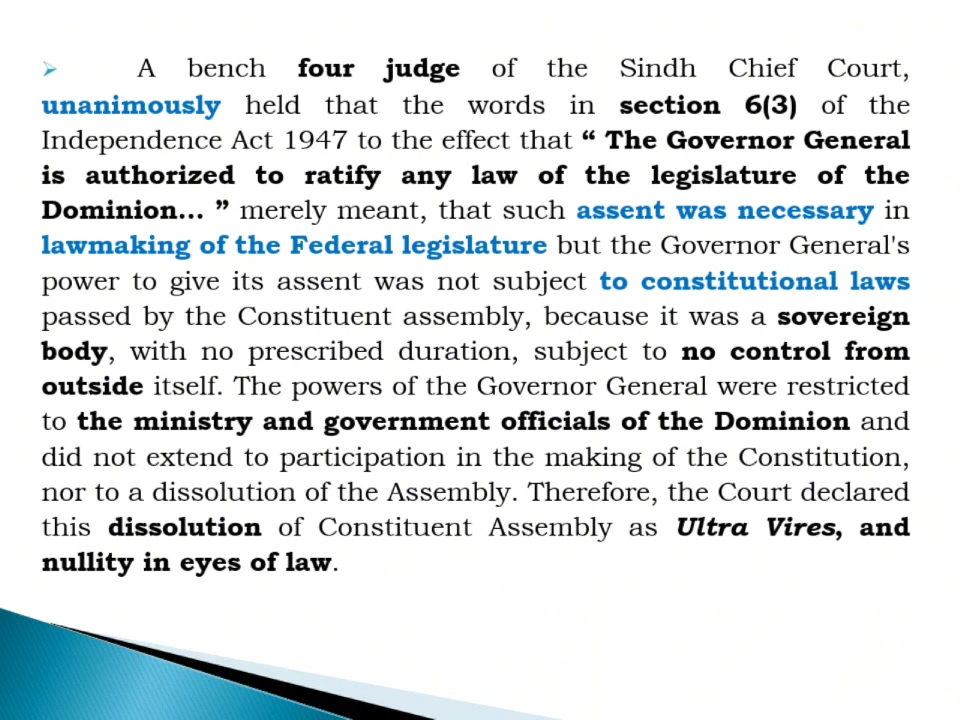 ➢ A bench four judge of the Sindh Chief Court,
unanimously held that the words in section 6(3) of the
Independence Act 1947 to the effect that “ The Governor General
is authorized to ratify any law of the legislature of the
Dominion... ” merely meant, that such assent was necessary in
lawmaking of the Federal legislature but the Governor General's
power to give its assent was not subject to constitutional laws
passed by the Constituent assembly, because it was a sovereign
body, with no prescribed duration, subject to no control from
outside itself. The powers of the Governor General were restricted
to the ministry and government officials of the Dominion and
did not extend to participation in the making of the Constitution,
nor to a dissolution of the Assembly. Therefore, the Court declared
this dissolution of Constituent Assembly as Ultra Vires, and
nullity in eyes of law.